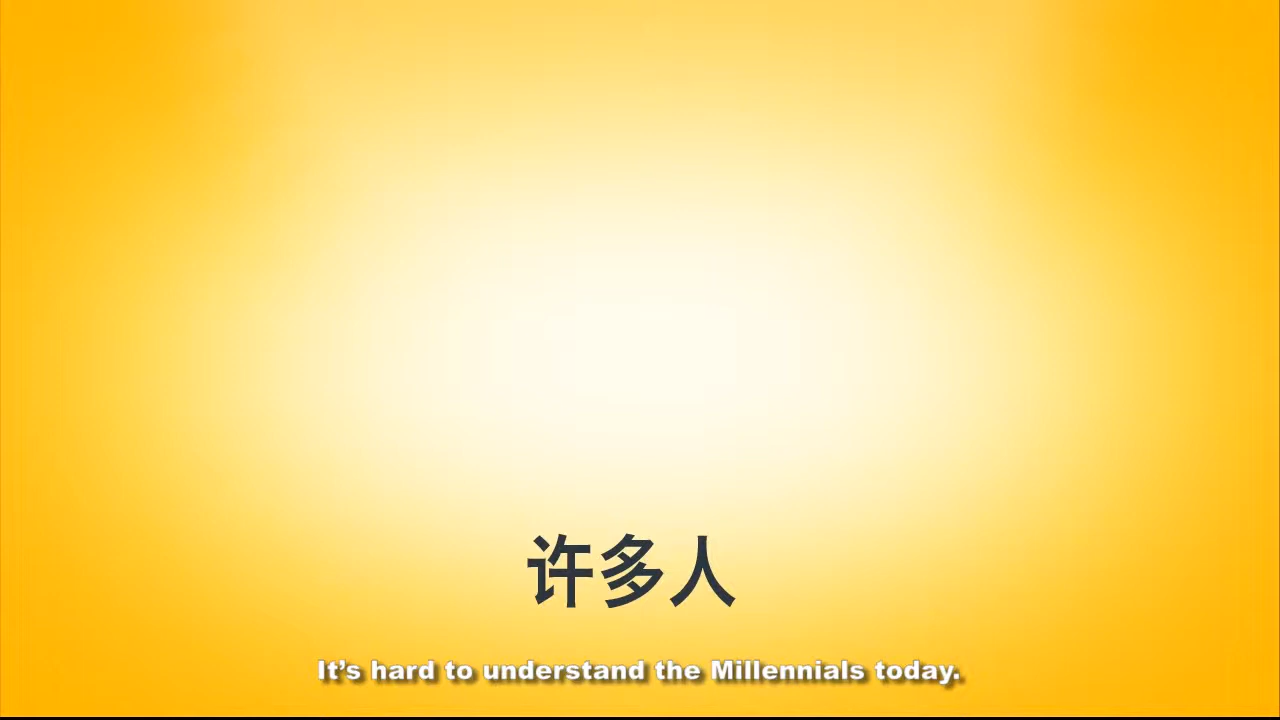 许多人
It’s hard to understand the Millennials today.